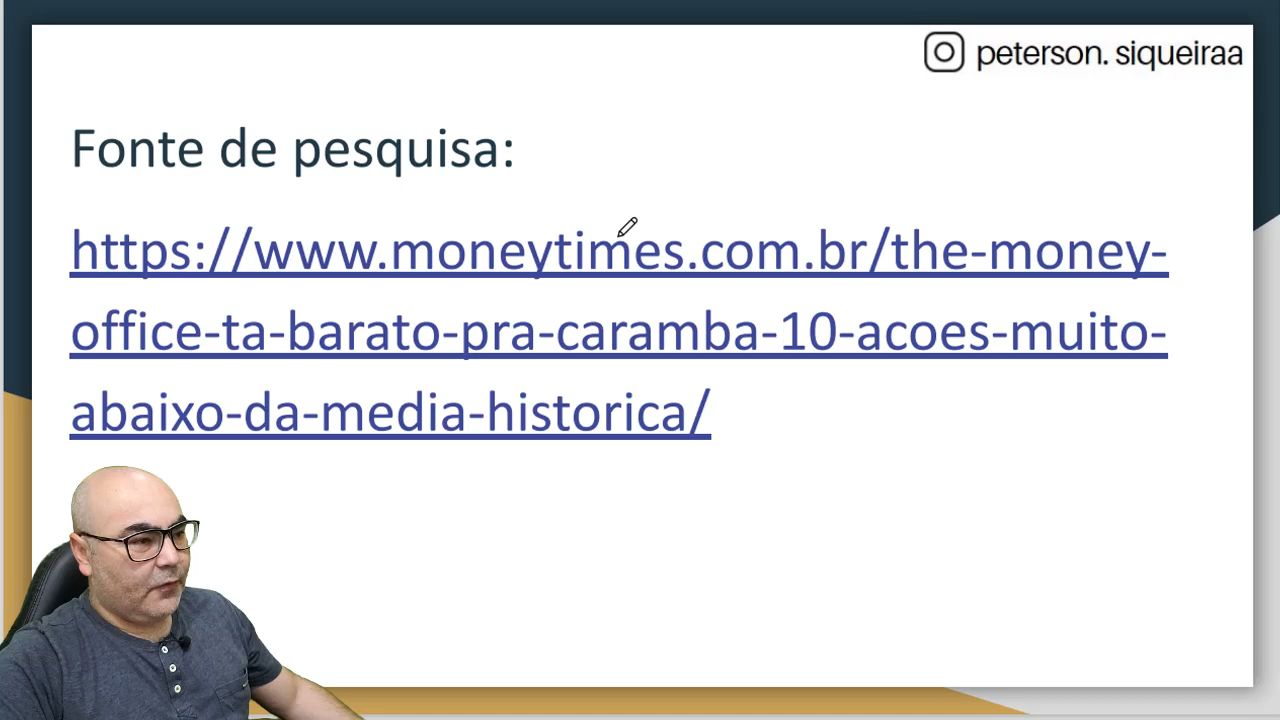 peterson. siqueiraa
Fonte de pesquisa:
https://www.moneytimes.com.br/the-money-
office-ta-barato-pra-caramba-10-acoes-muito-
abaixo-da-media-historica/